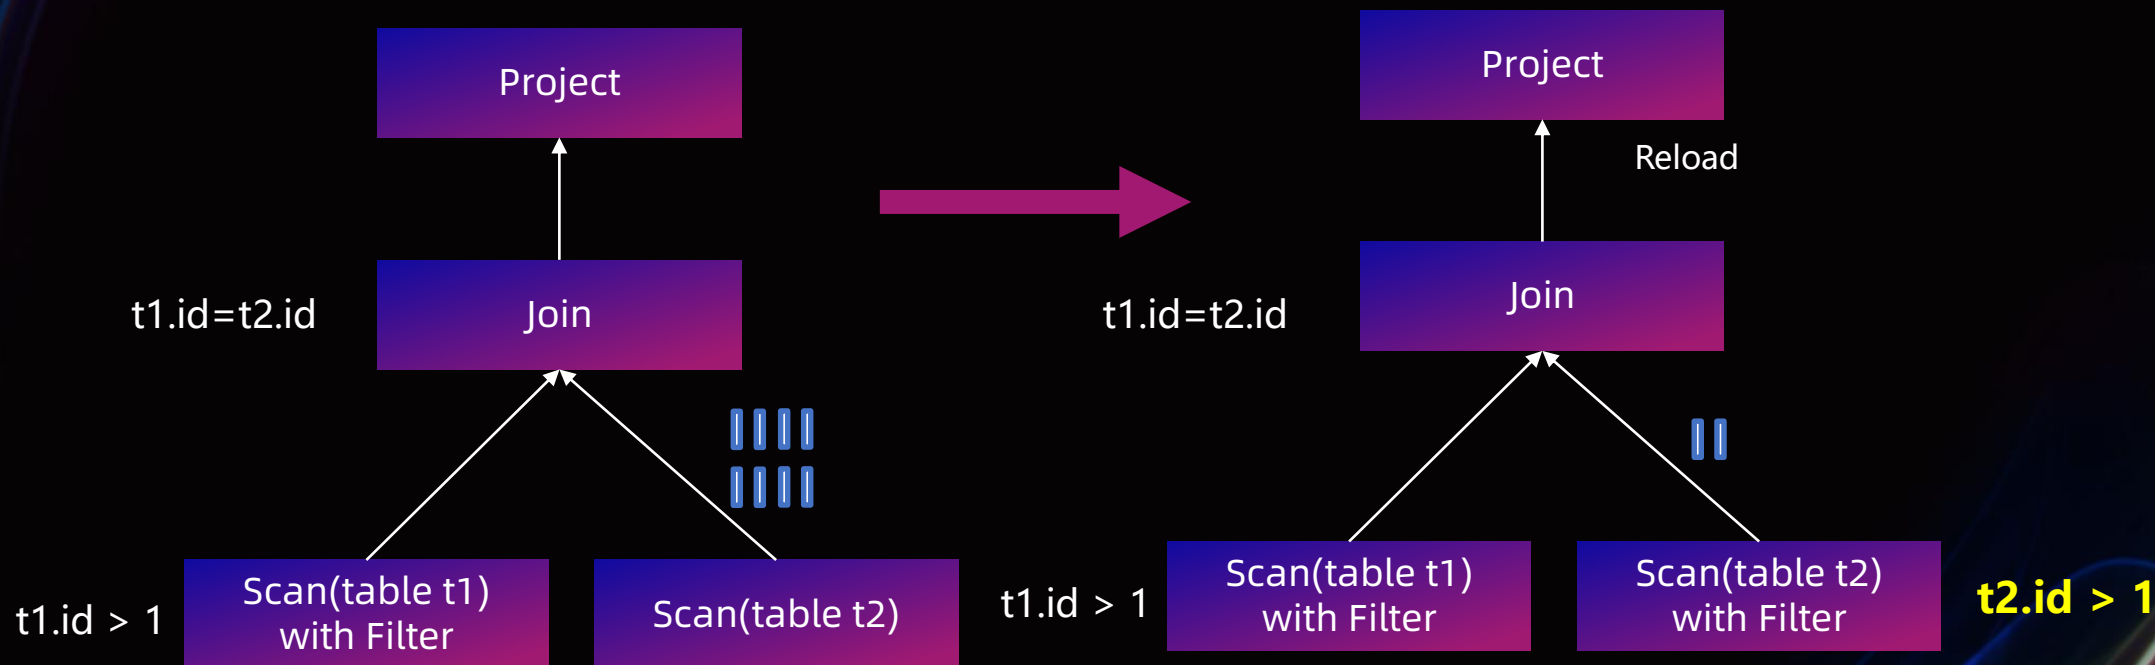 Project
t1.id=t2.id
Join
t1.id > 1
Scan(table t1)
with Filter
Scan(table t2)
Project
Reload
t1.id=t2.id
Join
t1.id > 1
Scan(table t1)
with Filter
Scan(table t2)
with Filter
t2.id > 1